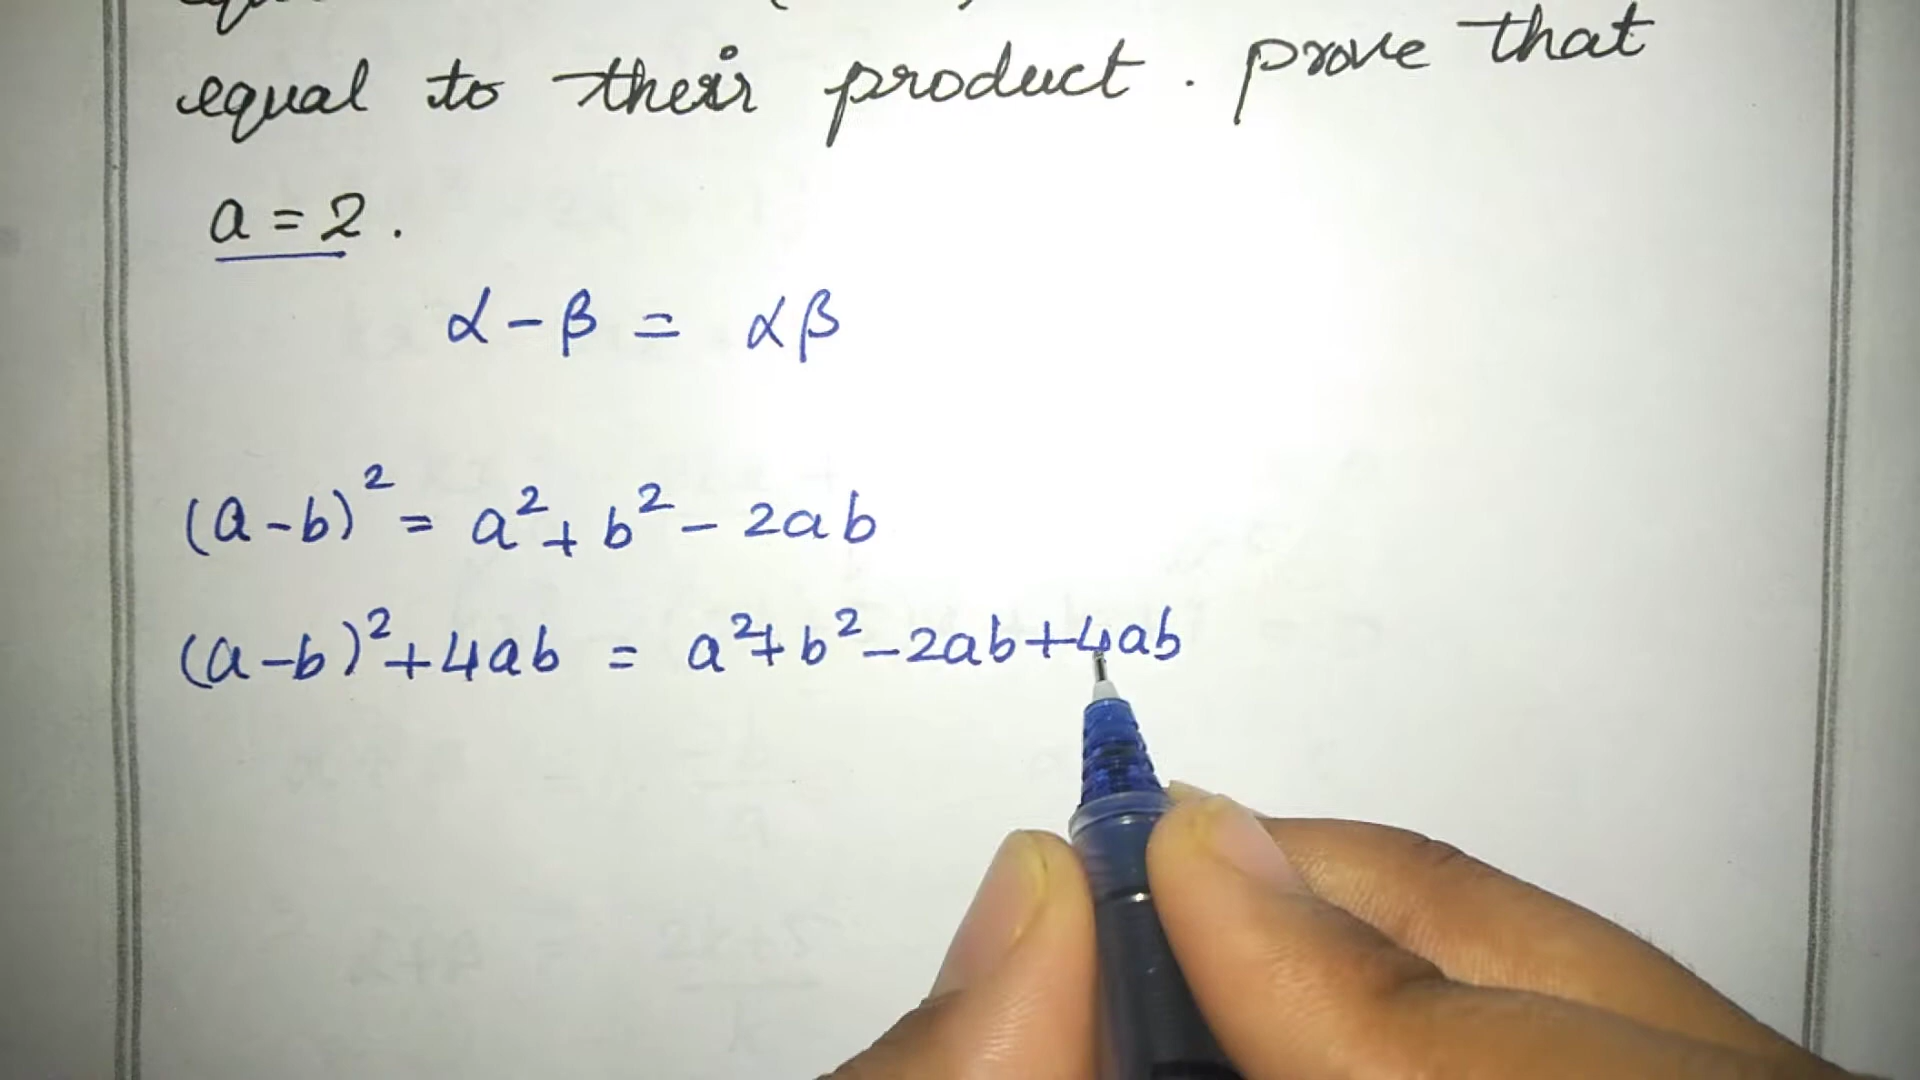 equal to their product. prove that
a = 2.
α - β = αβ
(a-b)² = a² + b² - 2ab
(a-b)² + 4ab = a² + b² - 2ab + 4ab